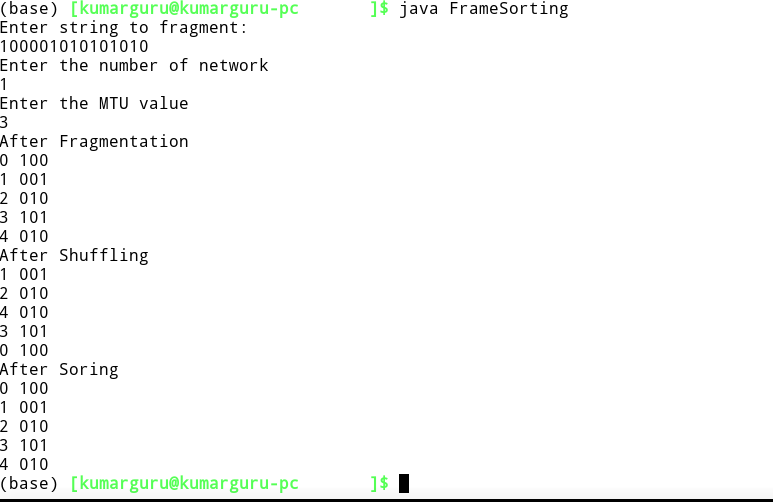 (base) [kumarguru@kumarguru-pc ]$ java FrameSorting
Enter string to fragment:
100001010101010
Enter the number of network
1
Enter the MTU value
3
After Fragmentation
0 100
1 001
2 010
3 101
4 010
After Shuffling
1 001
2 010
4 010
3 101
0 100
After Soring
0 100
1 001
2 010
3 101
4 010
(base) [kumarguru@kumarguru-pc ]$